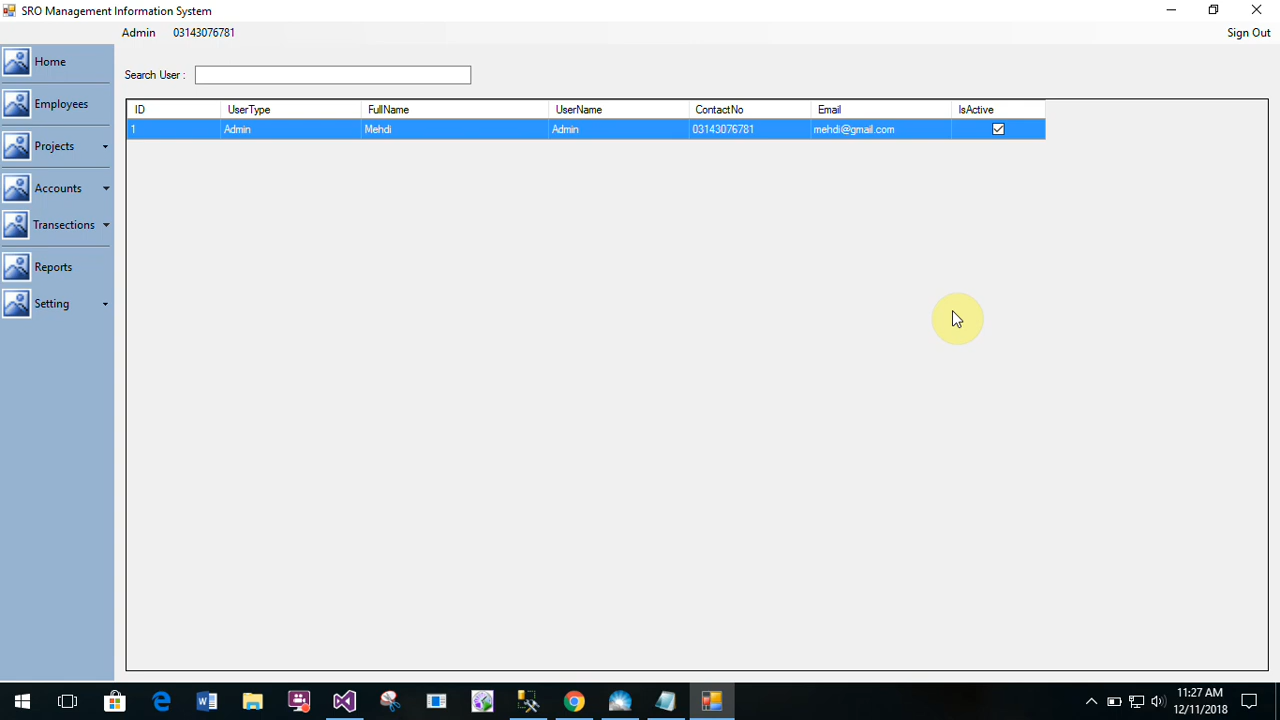 SRO Management Information System
Admin 03143076781 Sign Out
Home
Employees
Projects
Accounts
Transections
Reports
Setting
Search User :
ID UserType FullName UserName ContactNo Email IsActive
1 Admin Mehdi Admin 03143076781 mehdi@gmail.com
11:27 AM
12/11/2018